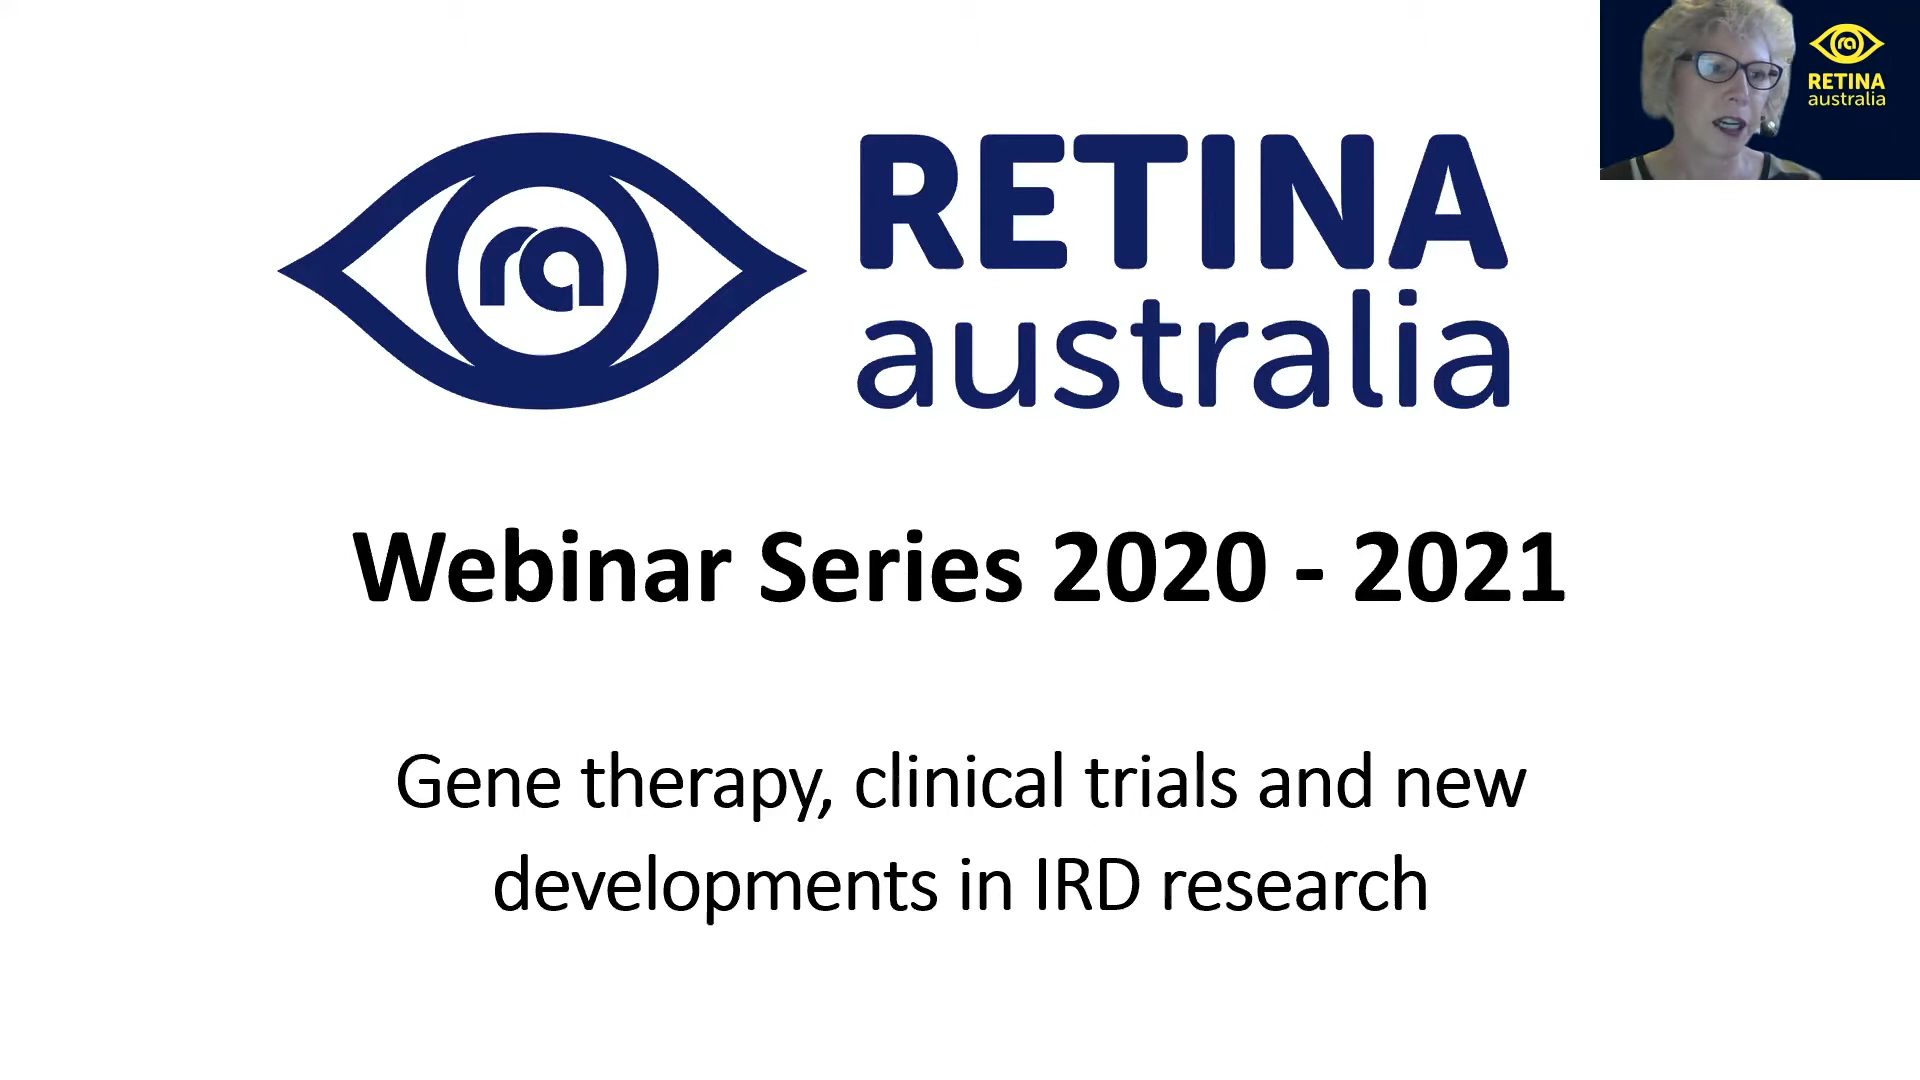 ra
RETINA
australia
ra
RETINA
australia
Webinar Series 2020 - 2021
Gene therapy, clinical trials and new
developments in IRD research